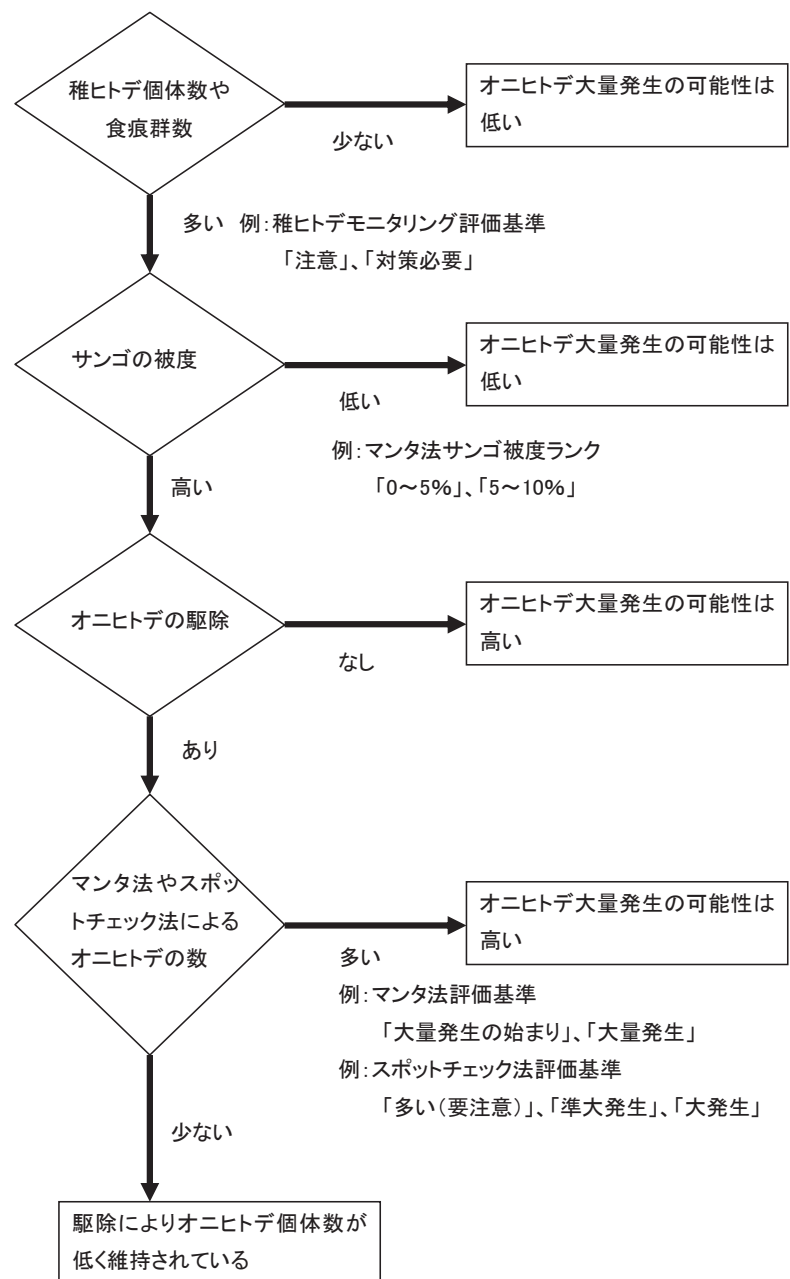 稚ヒトデ個体数や
食痕群数
少ない
オニヒトデ大量発生の可能性は
低い
多い 例：稚ヒトデモニタリング評価基準
「注意」、「対策必要」
サンゴの被度
低い
オニヒトデ大量発生の可能性は
低い
例：マンタ法サンゴ被度ランク
「0～5%」、「5～10%」
高い
オニヒトデの駆除
なし
オニヒトデ大量発生の可能性は
高い
あり
マンタ法やスポッ
トチェック法による
オニヒトデの数
多い
オニヒトデ大量発生の可能性は
高い
例：マンタ法評価基準
「大量発生の始まり」、「大量発生」
例：スポットチェック法評価基準
「多い（要注意）」、「準大発生」、「大発生」
少ない
駆除によりオニヒトデ個体数が
低く維持されている